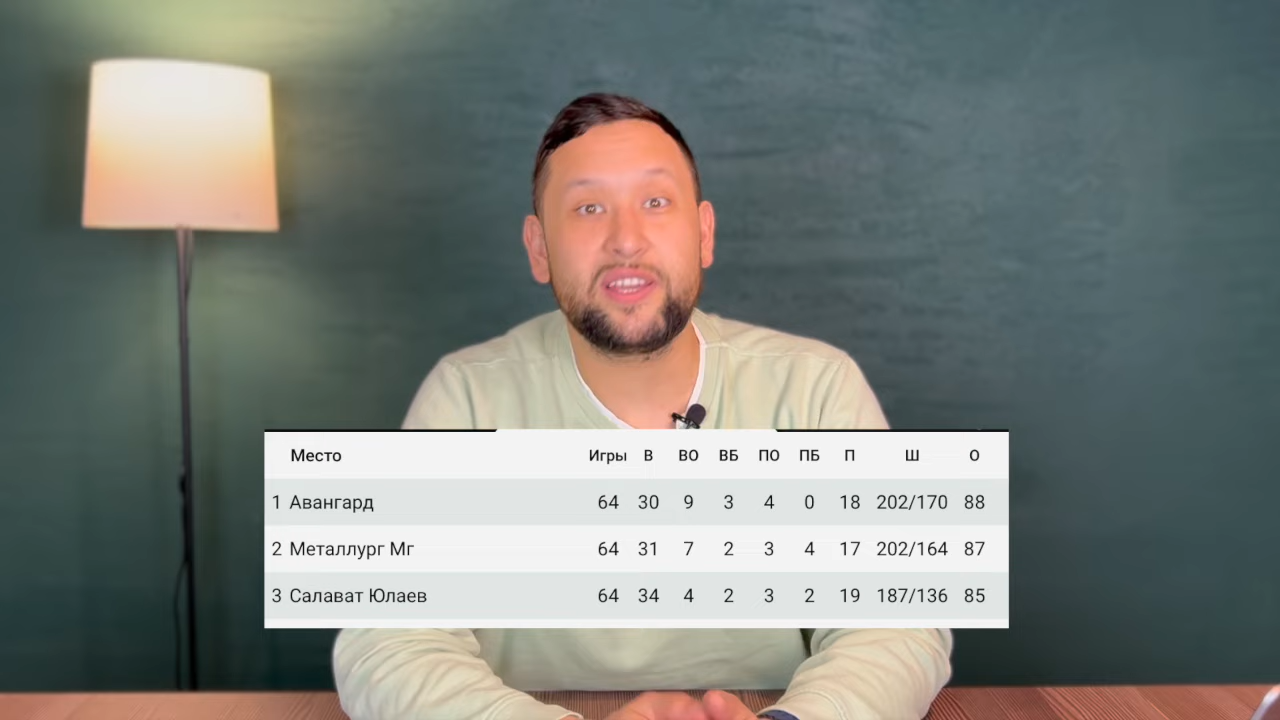 Место Игры В ВО ВБ ПО ПБ П Ш О
1 Авангард 64 30 9 3 4 0 18 202/170 88
2 Металлург Мг 64 31 7 2 3 4 17 202/164 87
3 Салават Юлаев 64 34 4 2 3 2 19 187/136 85